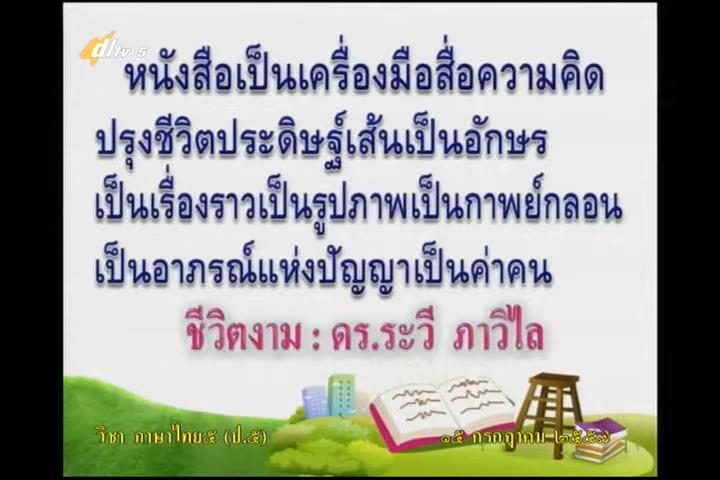 dltv 5
หนังสือเป็นเครื่องมือสื่อความคิด
ปรุงชีวิตประดิษฐ์เส้นเป็นอักษร
เป็นเรื่องราวเป็นรูปภาพเป็นกาพย์กลอน
เป็นอาภรณ์แห่งปัญญาเป็นค่าคน
ชีวิตงาม : ดร.ระวี ภาวิไล
วิชา ภาษาไทย๕ (ป.๕)
๑๕ กรกฎาคม ๒๕๕๗